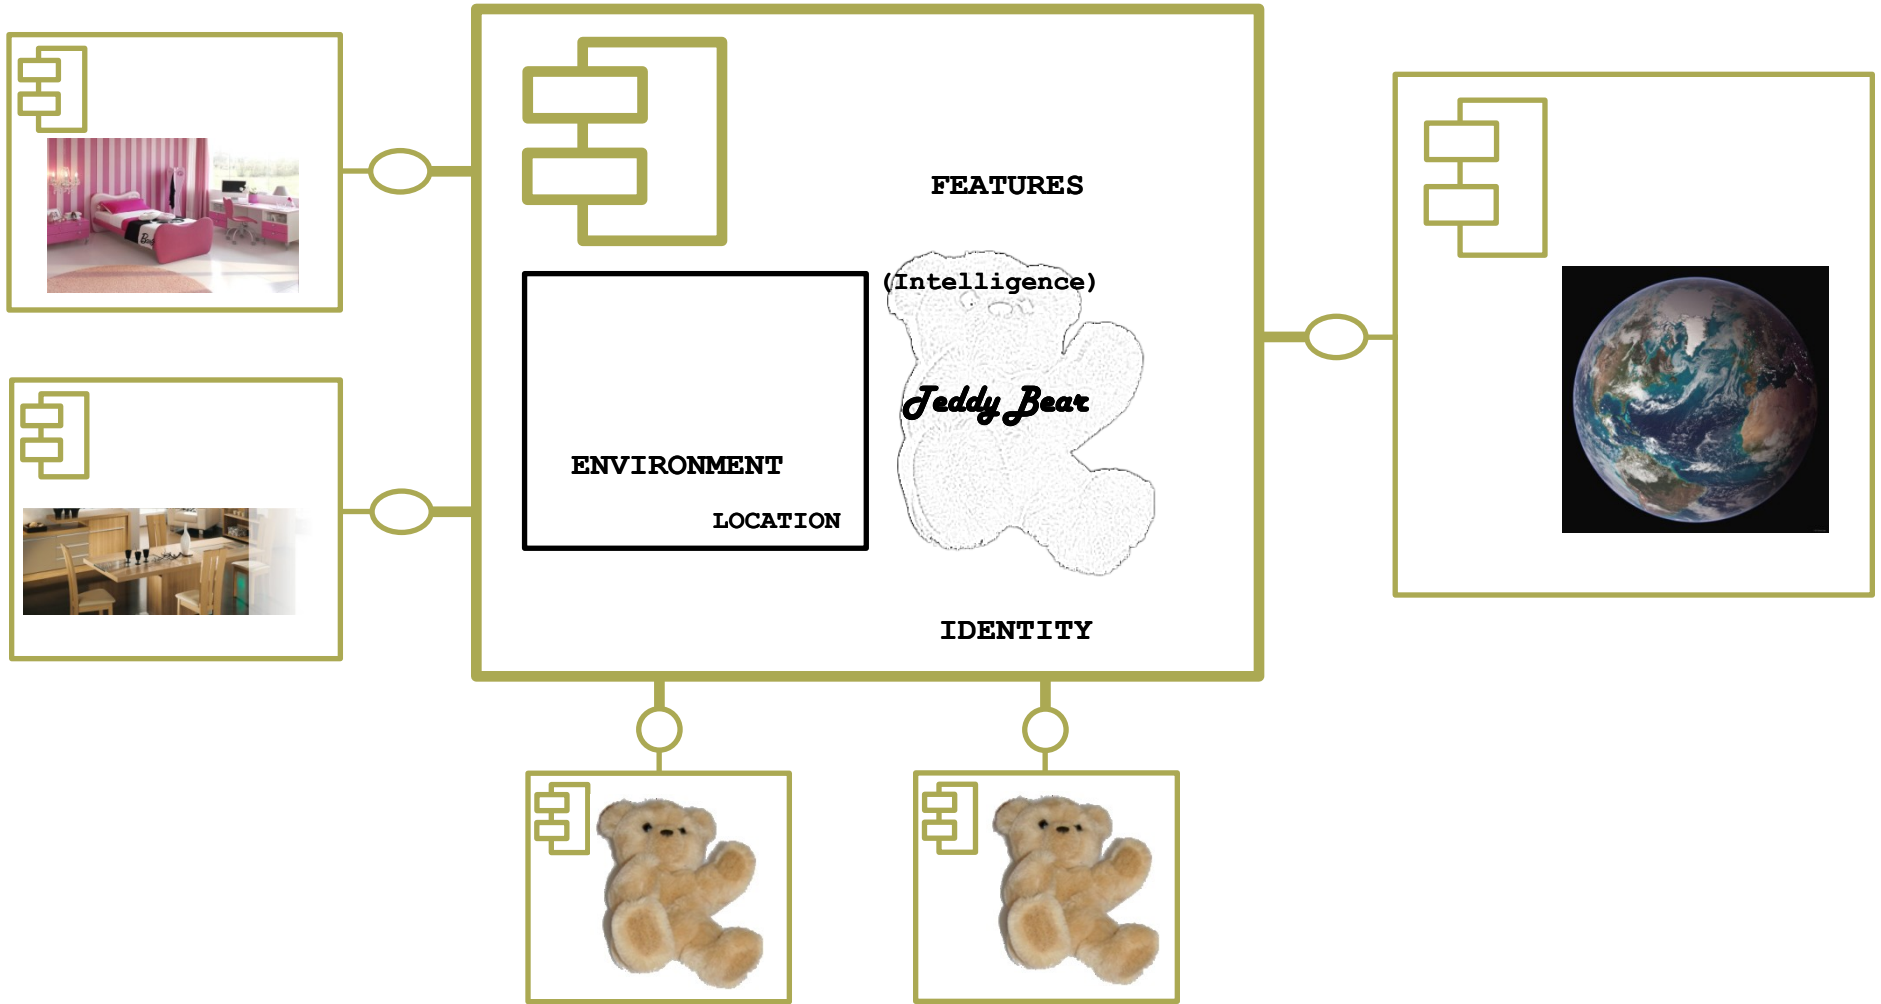 FEATURES
(Intelligence)
Teddy Bear
ENVIRONMENT
LOCATION
IDENTITY